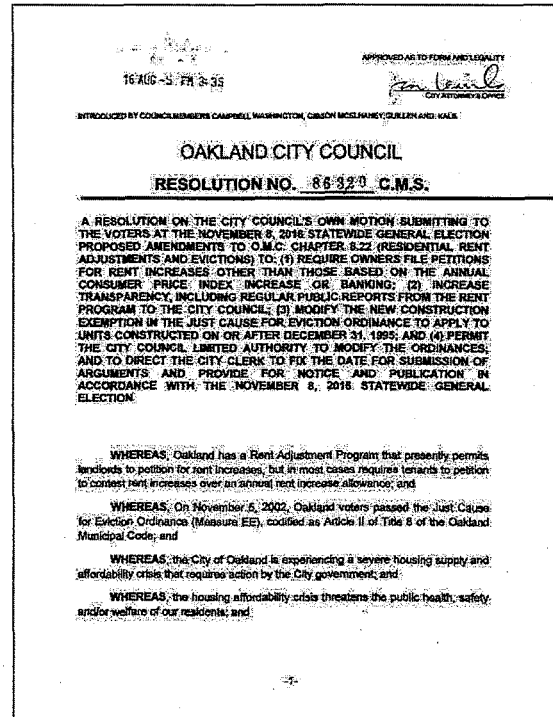 16 AUG -5 PM 3:35
APPROVED AS TO FORM AND LEGALITY
CITY ATTORNEY'S OFFICE
INTRODUCED BY COUNCILMEMBERS CAMPBELL WASHINGTON, GIBSON MCELHANEY, GUILLEN AND KALB
OAKLAND CITY COUNCIL
RESOLUTION NO. 86320 C.M.S.
A RESOLUTION ON THE CITY COUNCIL'S OWN MOTION SUBMITTING TO
THE VOTERS AT THE NOVEMBER 8, 2016 STATEWIDE GENERAL ELECTION
PROPOSED AMENDMENTS TO O.M.C. CHAPTER 8.22 (RESIDENTIAL RENT
ADJUSTMENTS AND EVICTIONS) TO: (1) REQUIRE OWNERS FILE PETITIONS
FOR RENT INCREASES OTHER THAN THOSE BASED ON THE ANNUAL
CONSUMER PRICE INDEX INCREASE OR BANKING; (2) INCREASE
TRANSPARENCY, INCLUDING REGULAR PUBLIC REPORTS FROM THE RENT
PROGRAM TO THE CITY COUNCIL; (3) MODIFY THE NEW CONSTRUCTION
EXEMPTION IN THE JUST CAUSE FOR EVICTION ORDINANCE TO APPLY TO
UNITS CONSTRUCTED ON OR AFTER DECEMBER 31, 1995; AND (4) PERMIT
THE CITY COUNCIL LIMITED AUTHORITY TO MODIFY THE ORDINANCES;
AND TO DIRECT THE CITY CLERK TO FIX THE DATE FOR SUBMISSION OF
ARGUMENTS AND PROVIDE FOR NOTICE AND PUBLICATION IN
ACCORDANCE WITH THE NOVEMBER 8, 2016 STATEWIDE GENERAL
ELECTION
WHEREAS, Oakland has a Rent Adjustment Program that presently permits
landlords to petition for rent increases, but in most cases requires tenants to petition
to contest rent increases over an annual rent increase allowance; and
WHEREAS, On November 5, 2002, Oakland voters passed the Just Cause
for Eviction Ordinance (Measure EE), codified as Article II of Title 8 of the Oakland
Municipal Code; and
WHEREAS, the City of Oakland is experiencing a severe housing supply and
affordability crisis that requires action by the City government; and
WHEREAS, the housing affordability crisis threatens the public health, safety
and/or welfare of our residents; and